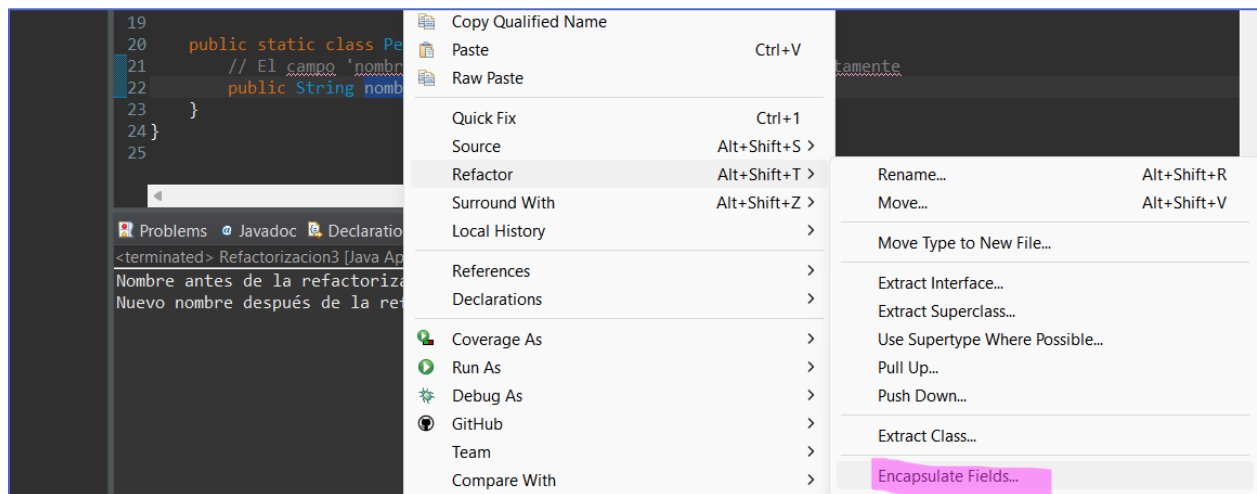 19
20 public static class Pe
21 // El campo 'nombr tamente
22 public String nomb
23 }
24 }
25
Problems @ Javadoc Declaratio
<terminated> Refactorizacion3 [Java Ap
Nombre antes de la refactoriza
Nuevo nombre después de la ref
Copy Qualified Name
Paste Ctrl+V
Raw Paste
Quick Fix Ctrl+1
Source Alt+Shift+S >
Refactor Alt+Shift+T >
Surround With Alt+Shift+Z >
Local History >
References >
Declarations >
Coverage As >
Run As >
Debug As >
GitHub >
Team >
Compare With >
Rename... Alt+Shift+R
Move... Alt+Shift+V
Move Type to New File...
Extract Interface...
Extract Superclass...
Use Supertype Where Possible...
Pull Up...
Push Down...
Extract Class...
Encapsulate Fields...